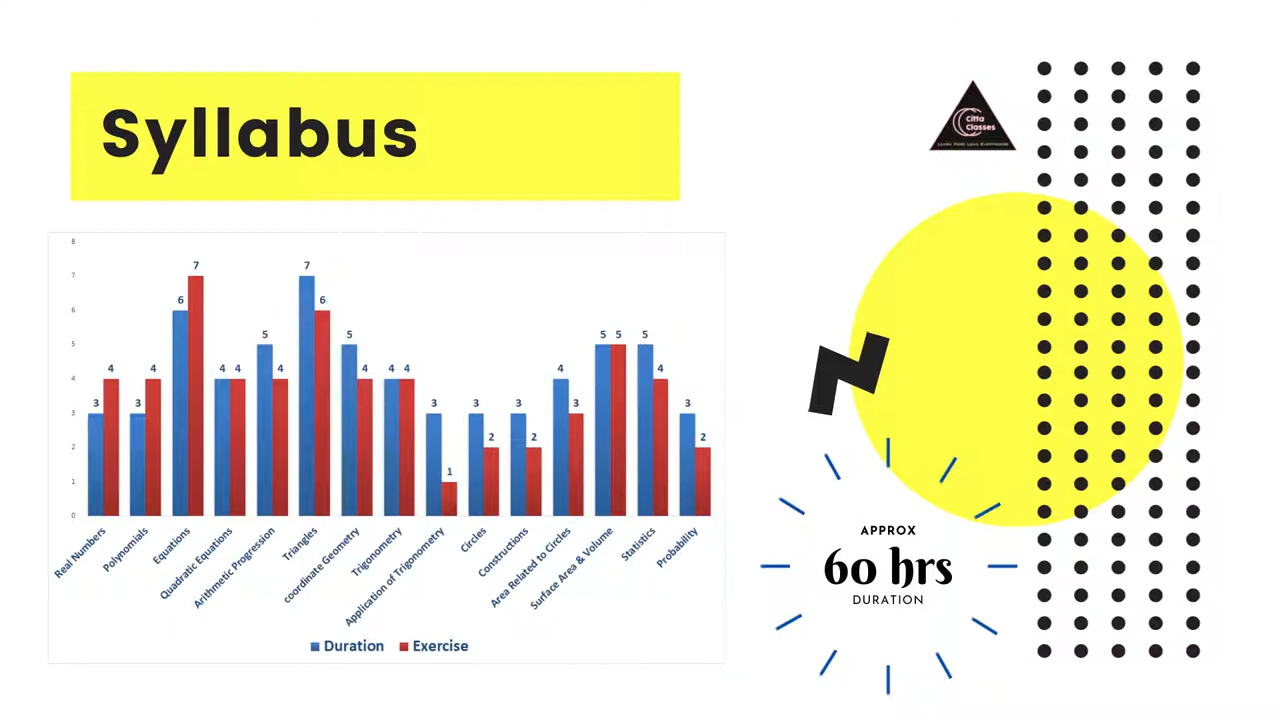 Syllabus
Citta
Classes
8
7
6
5
4
3
2
1
0
3 4
3 4
6 7
4 4
5 4
7 6
5 4
4 4
3 1
3 2
3 2
4 3
5 5
5 4
3 2
Real Numbers
Polynomials
Equations
Quadratic Equations
Arithmetic Progression
Triangles
coordinate Geometry
Trigonometry
Application of Trigonometry
Circles
Constructions
Area Related to Circles
Surface Area & Volume
Statistics
Probability
Duration Exercise
APPROX
60 hrs
DURATION